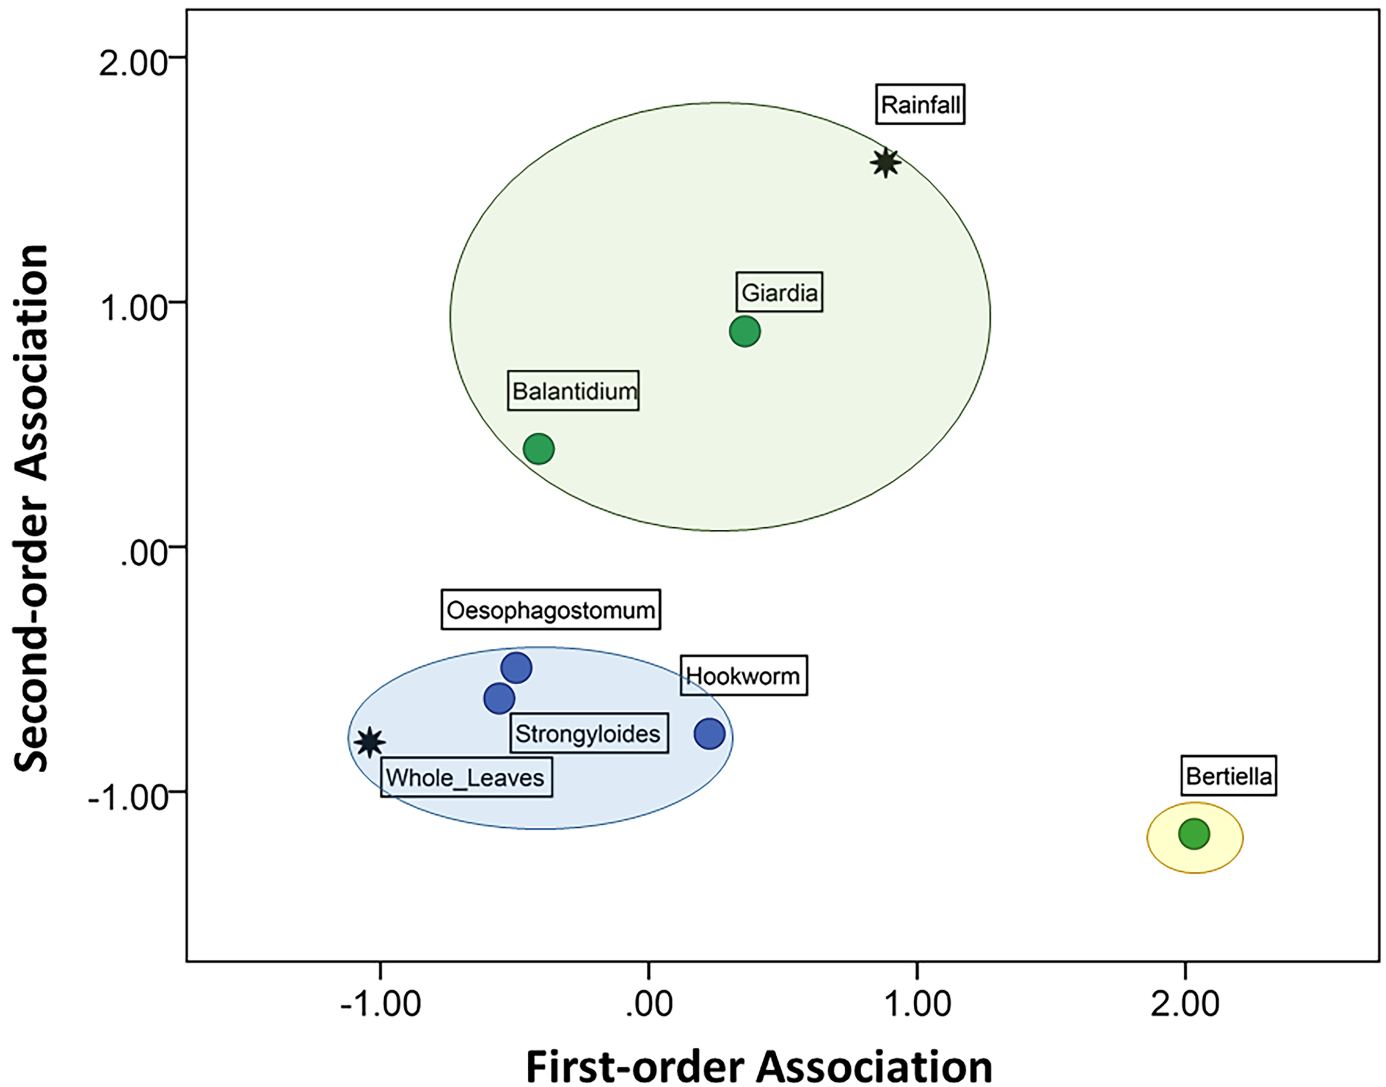 2.00
1.00
.00
-1.00
Second-order Association
Rainfall
Giardia
Balantidium
Oesophagostomum
Hookworm
Strongyloides
Whole_Leaves
Bertiella
-1.00
.00
1.00
2.00
First-order Association